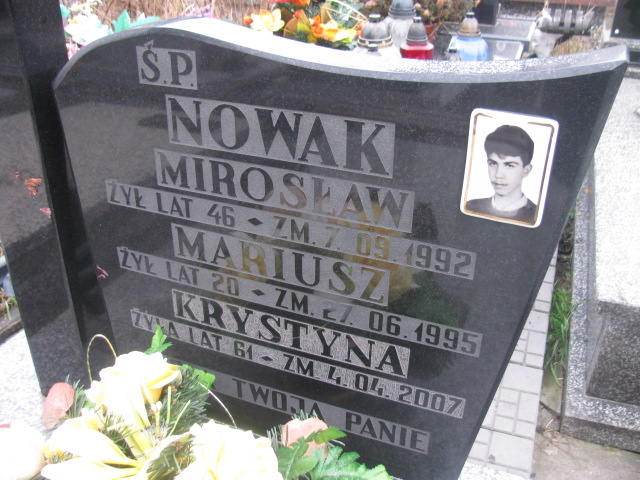 Ś.P.
NOWAK
MIROSŁAW
ŻYŁ LAT 46 - ZM. 7. 09. 1992
MARIUSZ
ŻYŁ LAT 20 - ZM. 27. 06. 1995
KRYSTYNA
ŻYŁA LAT 61 - ZM 4. 04. 2007
TWOJA PANIE